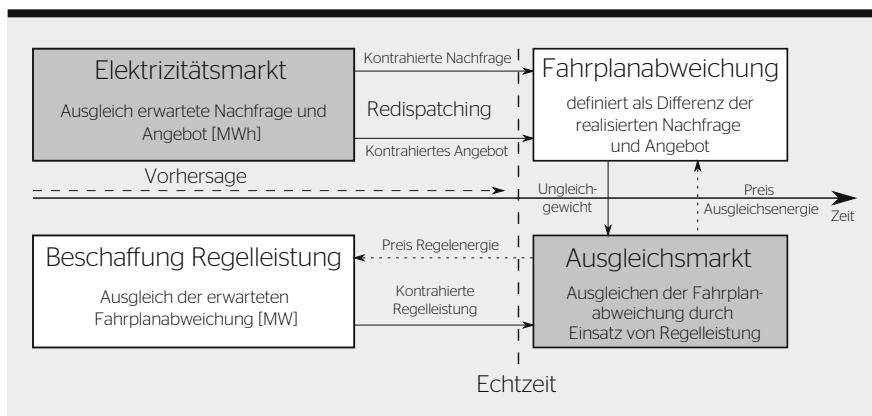 Elektrizitätsmarkt
Ausgleich erwartete Nachfrage und
Angebot [MWh]
Kontrahierte Nachfrage
Redispatching
Kontrahiertes Angebot
Fahrplanabweichung
definiert als Differenz der
realisierten Nachfrage
und Angebot
Vorhersage
Ungleich-
gewicht
Preis
Ausgleichsenergie
Zeit
Beschaffung Regelleistung
Ausgleich der erwarteten
Fahrplanabweichung [MW]
Preis Regelenergie
Kontrahierte
Regelleistung
Ausgleichsmarkt
Ausgleichen der Fahrplan-
abweichung durch
Einsatz von Regelleistung
Echtzeit